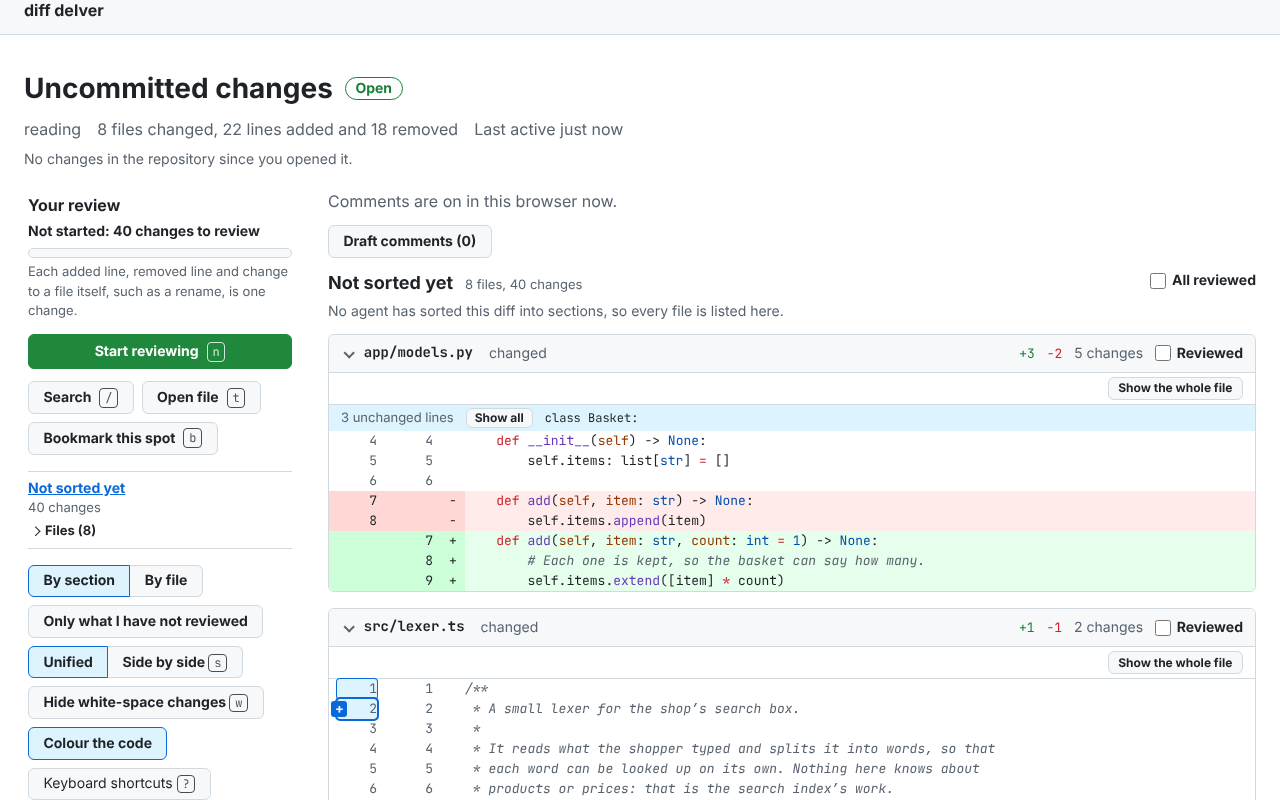 diff delver
Uncommitted changes Open
reading 8 files changed, 22 lines added and 18 removed Last active just now
No changes in the repository since you opened it.
Your review
Not started: 40 changes to review
Each added line, removed line and change
to a file itself, such as a rename, is one
change.
Start reviewing n
Search / Open file t
Bookmark this spot b
Not sorted yet
40 changes
Files (8)
By section By file
Only what I have not reviewed
Unified Side by side s
Hide white-space changes w
Colour the code
Keyboard shortcuts ?
Comments are on in this browser now.
Draft comments (0)
Not sorted yet 8 files, 40 changes All reviewed
No agent has sorted this diff into sections, so every file is listed here.
app/models.py changed +3 -2 5 changes Reviewed
Show the whole file
3 unchanged lines Show all class Basket:
4 4 def __init__(self) -> None:
5 5 self.items: list[str] = []
6 6
7 - def add(self, item: str) -> None:
8 - self.items.append(item)
7 + def add(self, item: str, count: int = 1) -> None:
8 + # Each one is kept, so the basket can say how many.
9 + self.items.extend([item] * count)
src/lexer.ts changed +1 -1 2 changes Reviewed
Show the whole file
1 1 /**
+ 2 2 * A small lexer for the shop’s search box.
3 3 *
4 4 * It reads what the shopper typed and splits it into words, so that
5 5 * each word can be looked up on its own. Nothing here knows about
6 6 * products or prices: that is the search index’s work.